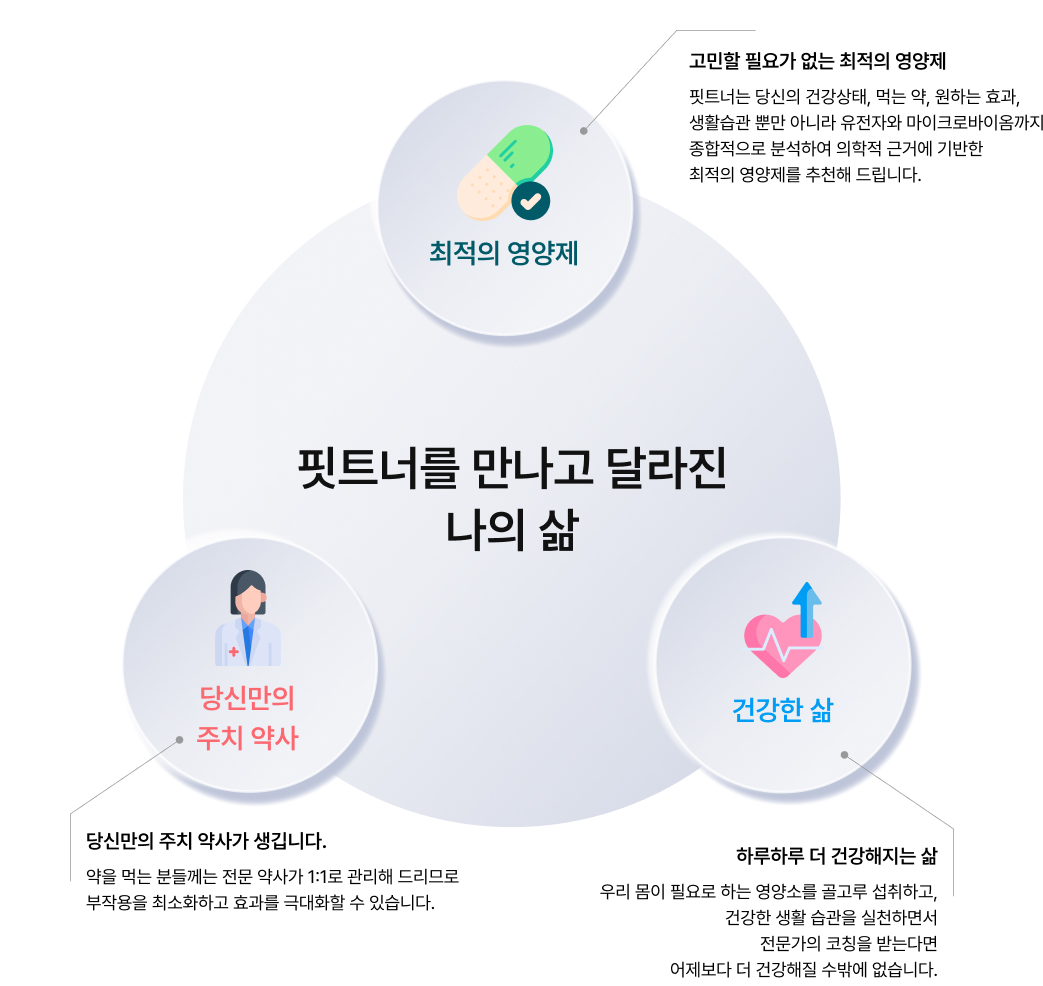 고민할 필요가 없는 최적의 영양제
핏트너는 당신의 건강상태, 먹는 약, 원하는 효과,
생활습관 뿐만 아니라 유전자와 마이크로바이옴까지
종합적으로 분석하여 의학적 근거에 기반한
최적의 영양제를 추천해 드립니다.
최적의 영양제
핏트너를 만나고 달라진
나의 삶
당신만의
주치 약사
건강한 삶
당신만의 주치 약사가 생깁니다.
약을 먹는 분들께는 전문 약사가 1:1로 관리해 드리므로
부작용을 최소화하고 효과를 극대화할 수 있습니다.
하루하루 더 건강해지는 삶
우리 몸이 필요로 하는 영양소를 골고루 섭취하고,
건강한 생활 습관을 실천하면서
전문가의 코칭을 받는다면
어제보다 더 건강해질 수밖에 없습니다.